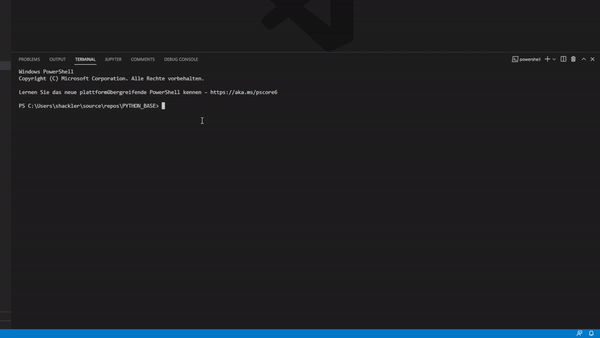 PROBLEMS OUTPUT TERMINAL JUPYTER COMMENTS DEBUG CONSOLE powershell
Windows PowerShell
Copyright (C) Microsoft Corporation. Alle Rechte vorbehalten.
Lernen Sie das neue plattformübergreifende PowerShell kennen – https://aka.ms/pscore6
PS C:\Users\shackler\source\repos\PYTHON_BASE>